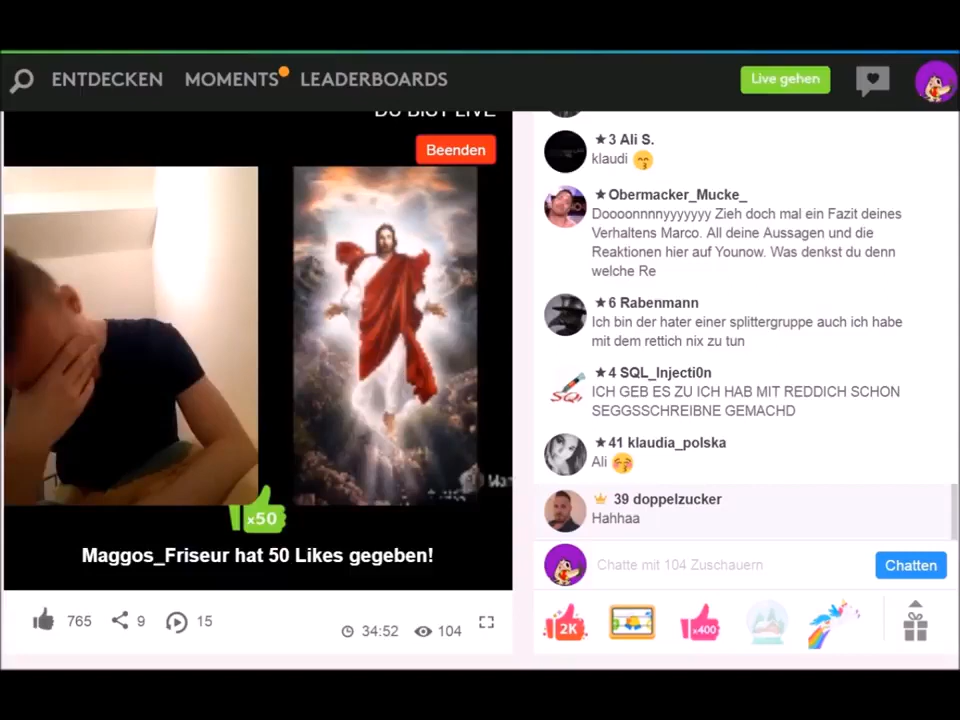 ENTDECKEN MOMENTS LEADERBOARDS Live gehen
DU BIST LIVE
Beenden
x50
Maggos_Friseur hat 50 Likes gegeben!
765 9 15 34:52 104
★3 Ali S.
klaudi 😙
★Obermacker_Mucke_
Doooonnnnyyyyyyy Zieh doch mal ein Fazit deines
Verhaltens Marco. All deine Aussagen und die
Reaktionen hier auf Younow. Was denkst du denn
welche Re
★6 Rabenmann
Ich bin der hater einer splittergruppe auch ich habe
mit dem rettich nix zu tun
★4 SQL_Injecti0n
ICH GEB ES ZU ICH HAB MIT REDDICH SCHON
SEGGSSCHREIBNE GEMACHD
★41 klaudia_polska
Ali 😚
39 doppelzucker
Hahhaa
Chatte mit 104 Zuschauern
Chatten
2K x400